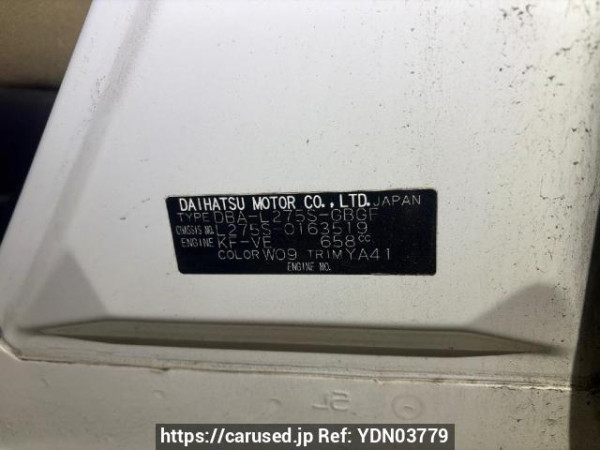 DAIHATSU MOTOR CO., LTD. JAPAN
TYPE DBA-L275S-GBGF
CHASSIS NO. L275S-0163519
ENGINE KF-VE 658cc
COLOR W09 TRIM YA41
ENGINE NO.
5L
https://carused.jp Ref: YDN03779